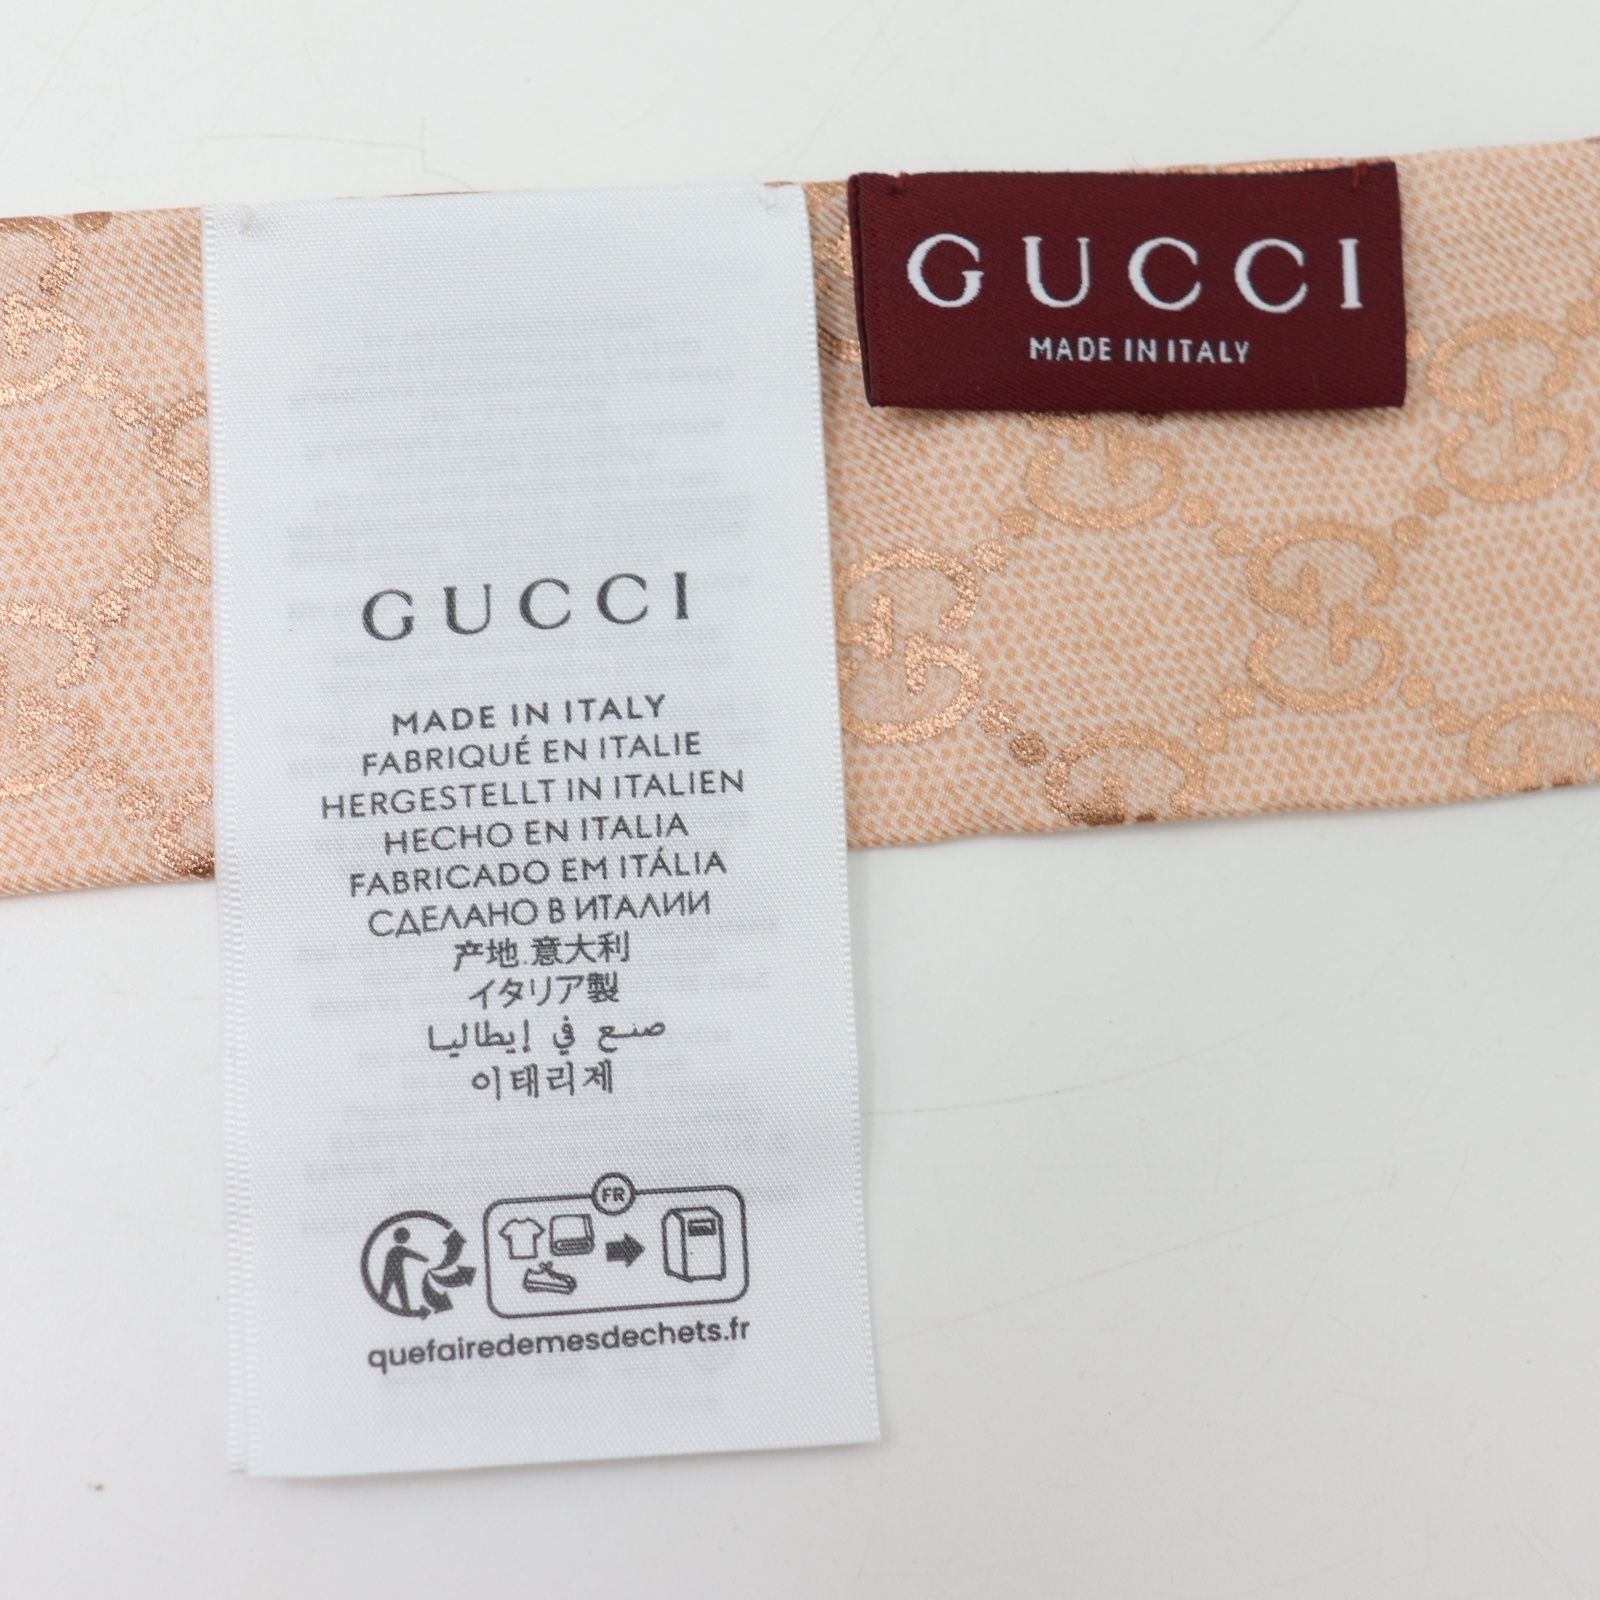 GUCCI
MADE IN ITALY
GUCCI
MADE IN ITALY
FABRIQUÉ EN ITALIE
HERGESTELLT IN ITALIEN
HECHO EN ITALIA
FABRICADO EM ITÁLIA
СДЕЛАНО В ИТАЛИИ
产地.意大利
イタリア製
صنع في إيطاليا
이태리제
FR
quefairedemesdechets.fr